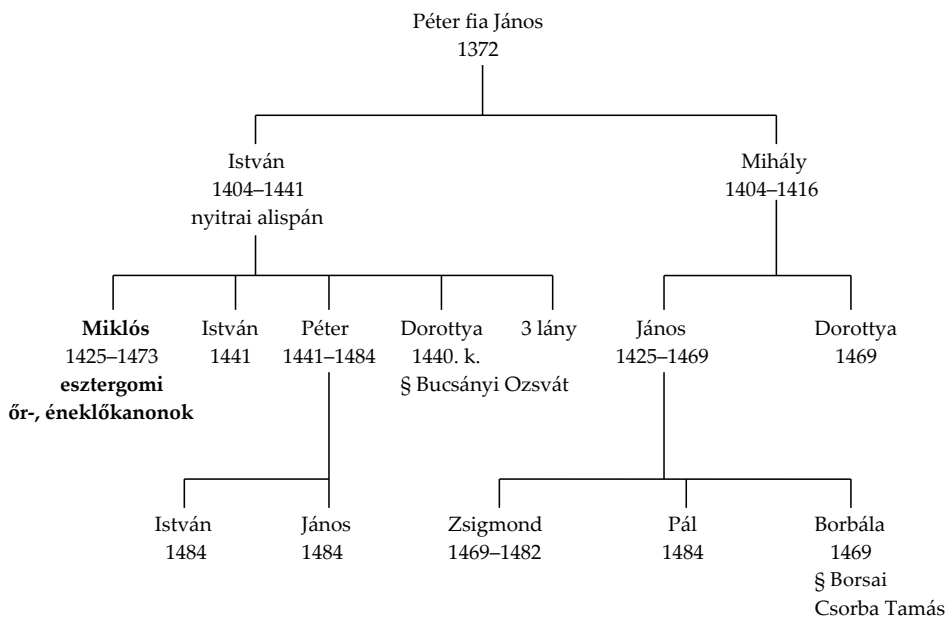 Péter fia János
1372
István
1404–1441
nyitrai alispán
Mihály
1404–1416
Miklós
1425–1473
esztergomi
őr-, éneklőkanonok
István
1441
Péter
1441–1484
Dorottya
1440. k.
§ Bucsányi Ozsvát
3 lány
János
1425–1469
Dorottya
1469
István
1484
János
1484
Zsigmond
1469–1482
Pál
1484
Borbála
1469
§ Borsai
Csorba Tamás